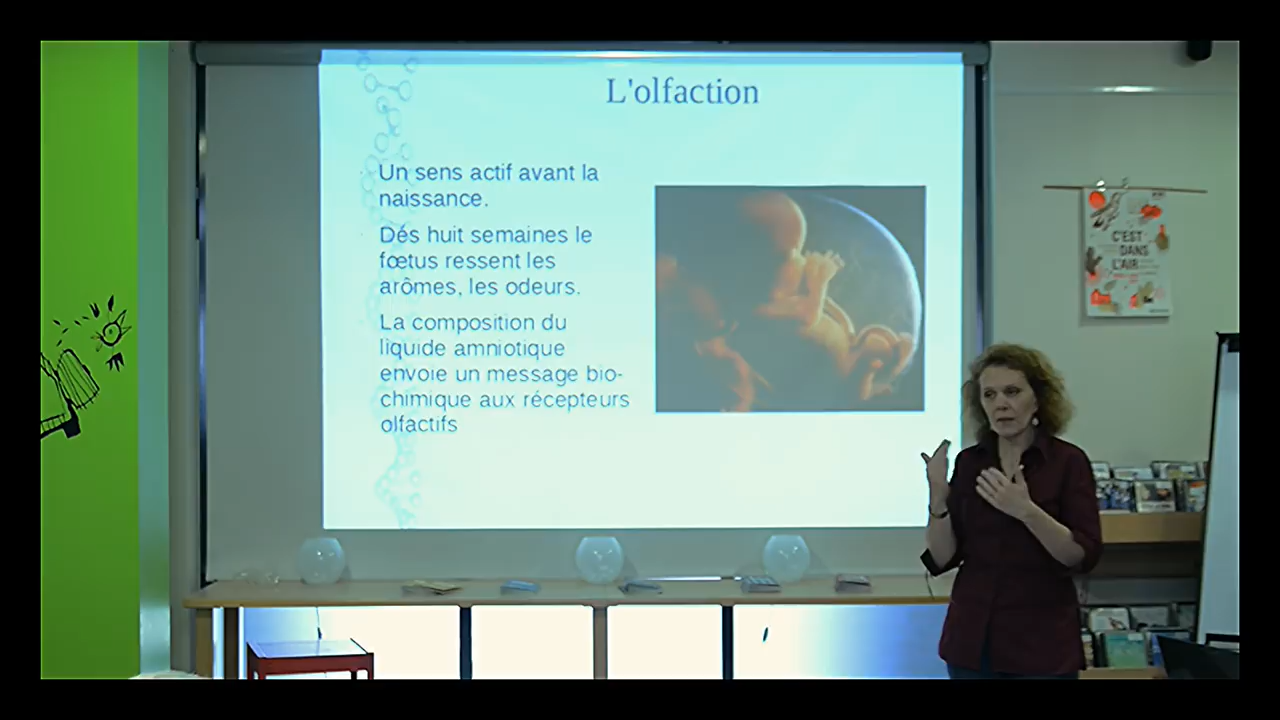 L'olfaction
Un sens actif avant la
naissance.
Dés huit semaines le
fœtus ressent les
arômes, les odeurs.
La composition du
liquide amniotique
envoie un message bio-
chimique aux récepteurs
olfactifs
C'EST
DANS
L'AIR